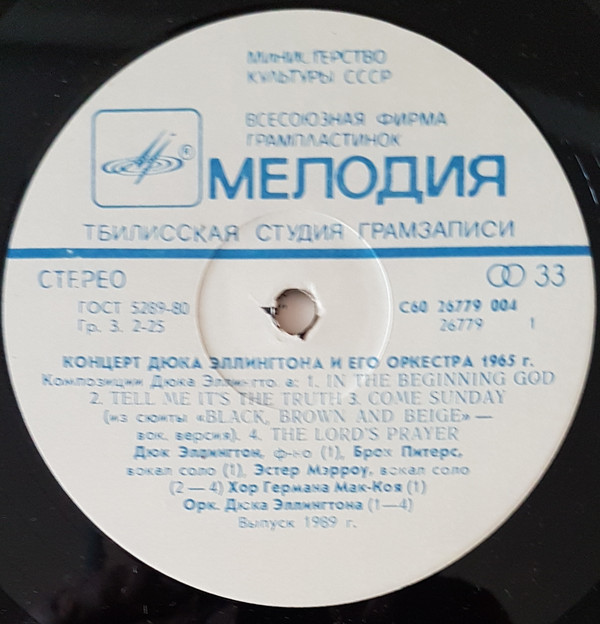 МИНИСТЕРСТВО
КУЛЬТУРЫ СССР
ВСЕСОЮЗНАЯ ФИРМА
ГРАМПЛАСТИНОК
®
МЕЛОДИЯ
ТБИЛИССКАЯ СТУДИЯ ГРАМЗАПИСИ
СТЕРЕО
33
ГОСТ 5289-80
С60 26779 004
Гр. 3. 2-25
26779 1
КОНЦЕРТ ДЮКА ЭЛЛИНГТОНА И ЕГО ОРКЕСТРА 1965 г.
Композиции Дюка Эллингтона: 1. IN THE BEGINNING GOD
2. TELL ME IT'S THE TRUTH 3. COME SUNDAY
(из сюиты «BLACK, BROWN AND BEIGE» —
вок. версия). 4. THE LORD'S PRAYER
Дюк Эллингтон, ф-но (1), Брок Питерс,
вокал соло (1), Эстер Мэрроу, вокал соло
(2—4) Хор Германа Мак-Коя (1)
Орк. Дюка Эллингтона (1—4)
Выпуск 1989 г.